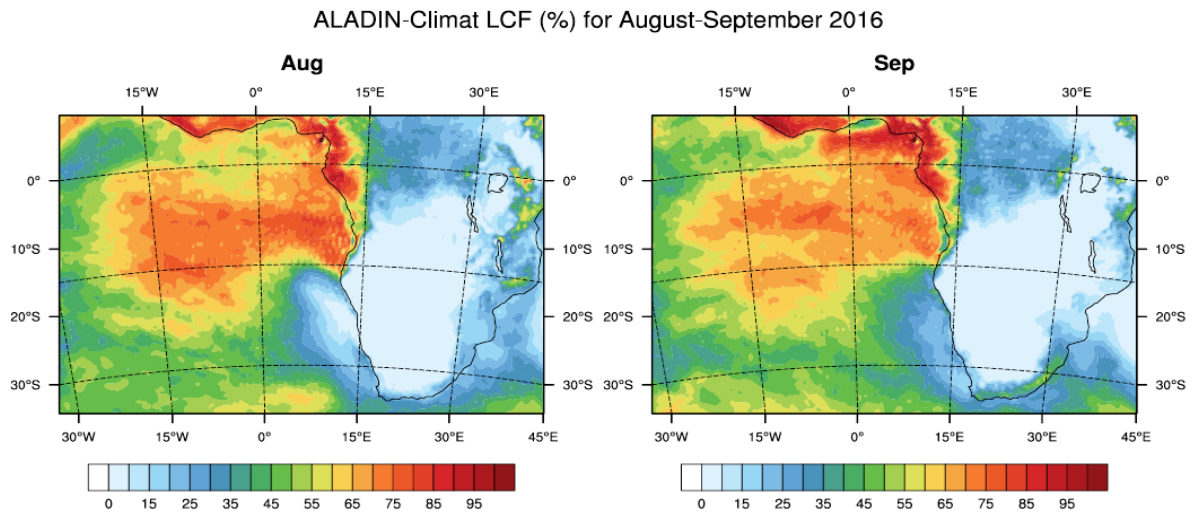 ALADIN-Climat LCF (%) for August-September 2016
Aug
Sep
15°W 0° 15°E 30°E
15°W 0° 15°E 30°E
0° 0° 0° 0°
10°S 10°S 10°S 10°S
20°S 20°S 20°S 20°S
30°S 30°S 30°S 30°S
30°W 15°W 0° 15°E 30°E 45°E
30°W 15°W 0° 15°E 30°E 45°E
0 15 25 35 45 55 65 75 85 95
0 15 25 35 45 55 65 75 85 95